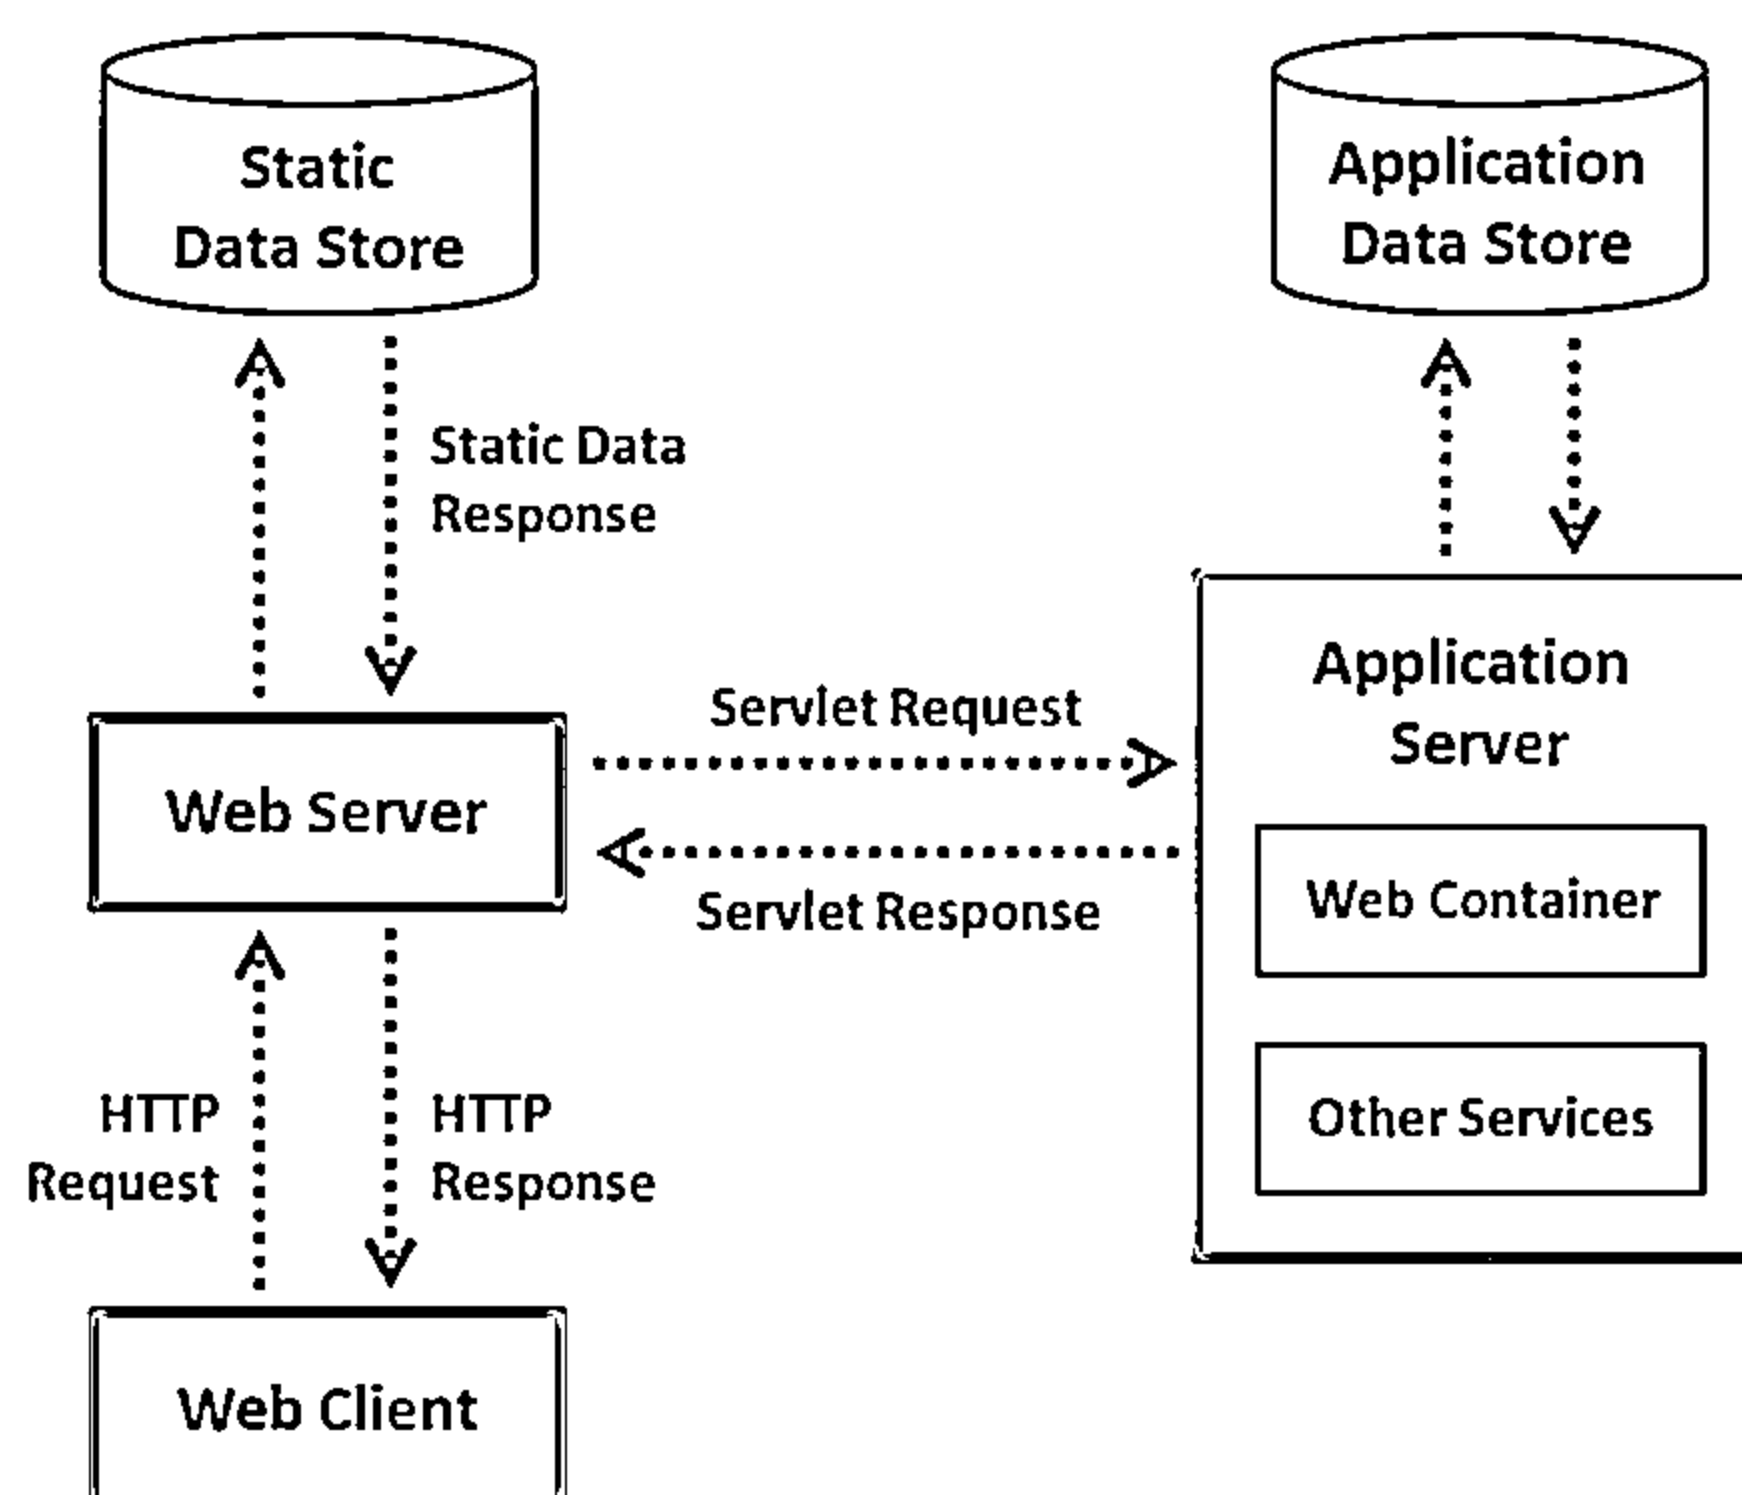 Static
Data Store
Application
Data Store
Static Data
Response
Application
Server
Servlet Request
Web Server
Servlet Response
Web Container
HTTP
Request
HTTP
Response
Other Services
Web Client